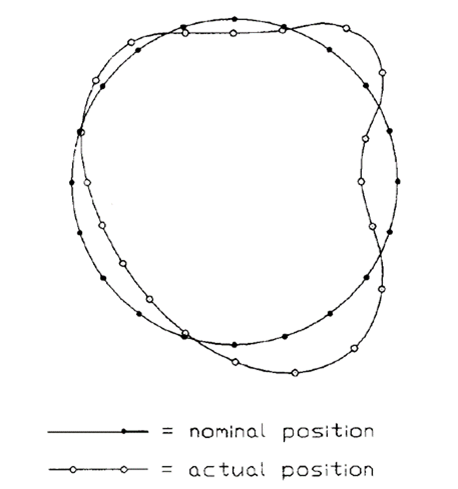 = nominal position
= actual position